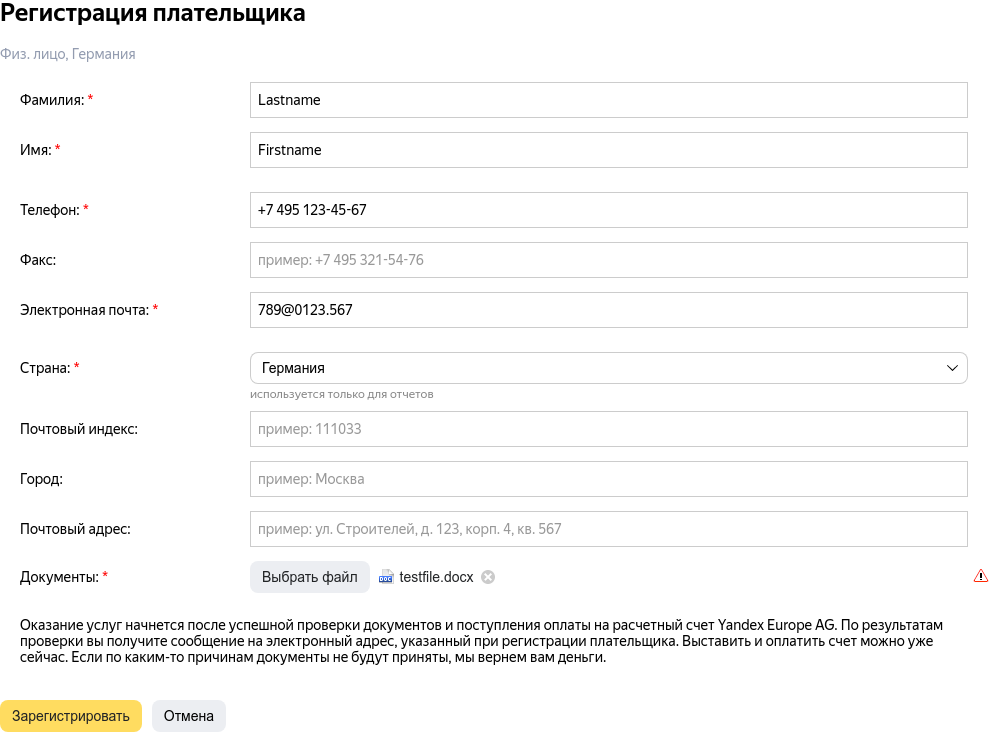 Регистрация плательщика
Физ. лицо, Германия
Фамилия: * Lastname
Имя: * Firstname
Телефон: * +7 495 123-45-67
Факс: пример: +7 495 321-54-76
Электронная почта: * 789@0123.567
Страна: * Германия
используется только для отчетов
Почтовый индекс: пример: 111033
Город: пример: Москва
Почтовый адрес: пример: ул. Строителей, д. 123, корп. 4, кв. 567
Документы: * Выбрать файл DOC testfile.docx
Оказание услуг начнется после успешной проверки документов и поступления оплаты на расчетный счет Yandex Europe AG. По результатам
проверки вы получите сообщение на электронный адрес, указанный при регистрации плательщика. Выставить и оплатить счет можно уже
сейчас. Если по каким-то причинам документы не будут приняты, мы вернем вам деньги.
Зарегистрировать Отмена